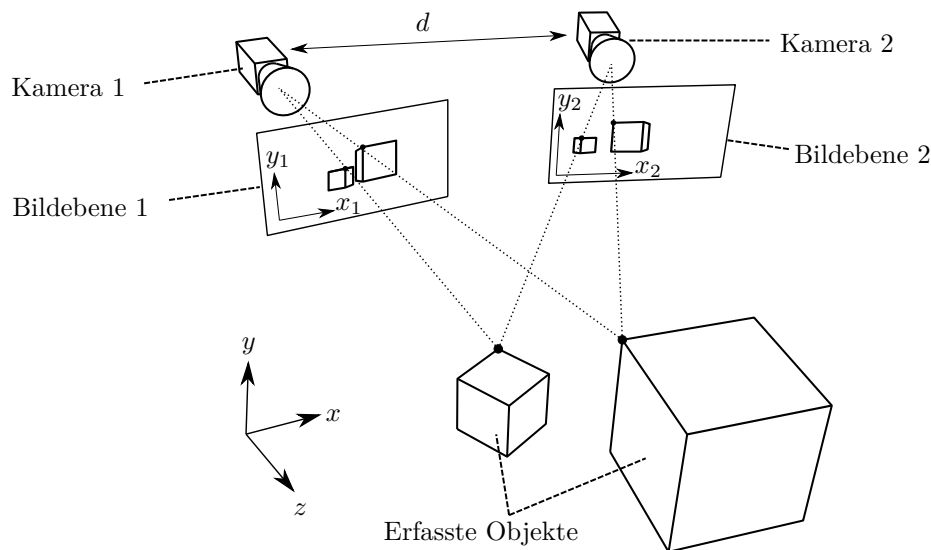 d
Kamera 1
Kamera 2
y₁
x₁
y₂
x₂
Bildebene 1
Bildebene 2
y
x
z
Erfasste Objekte